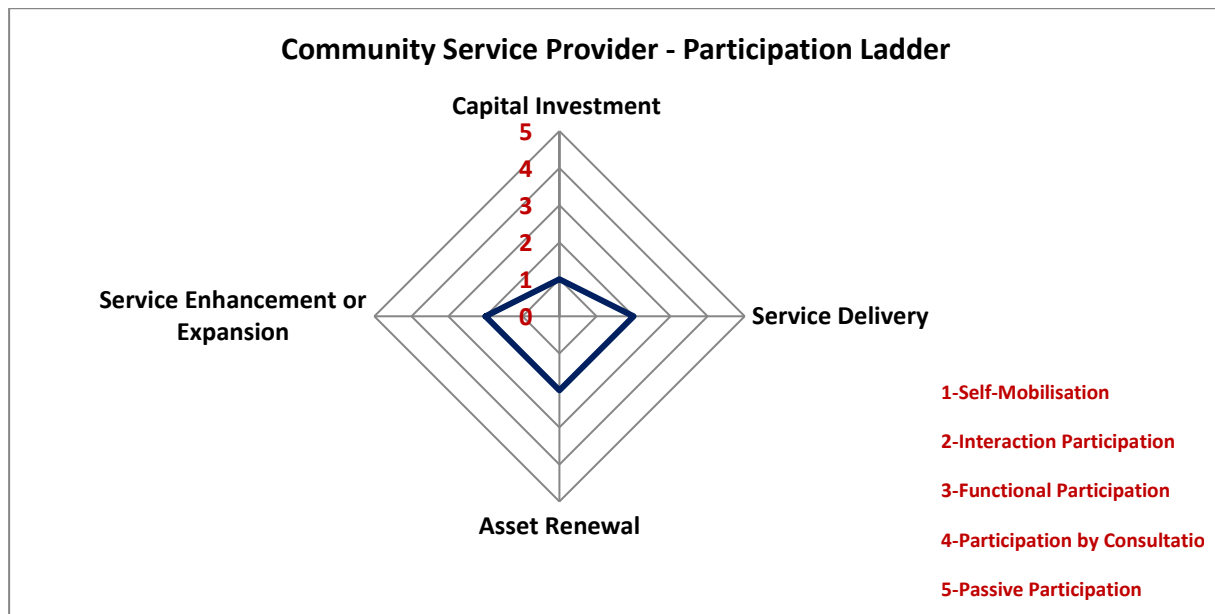 Community Service Provider - Participation Ladder
Capital Investment
5
4
3
2
1
0
Service Enhancement or
Expansion
Service Delivery
Asset Renewal
1-Self-Mobilisation
2-Interaction Participation
3-Functional Participation
4-Participation by Consultatio
5-Passive Participation